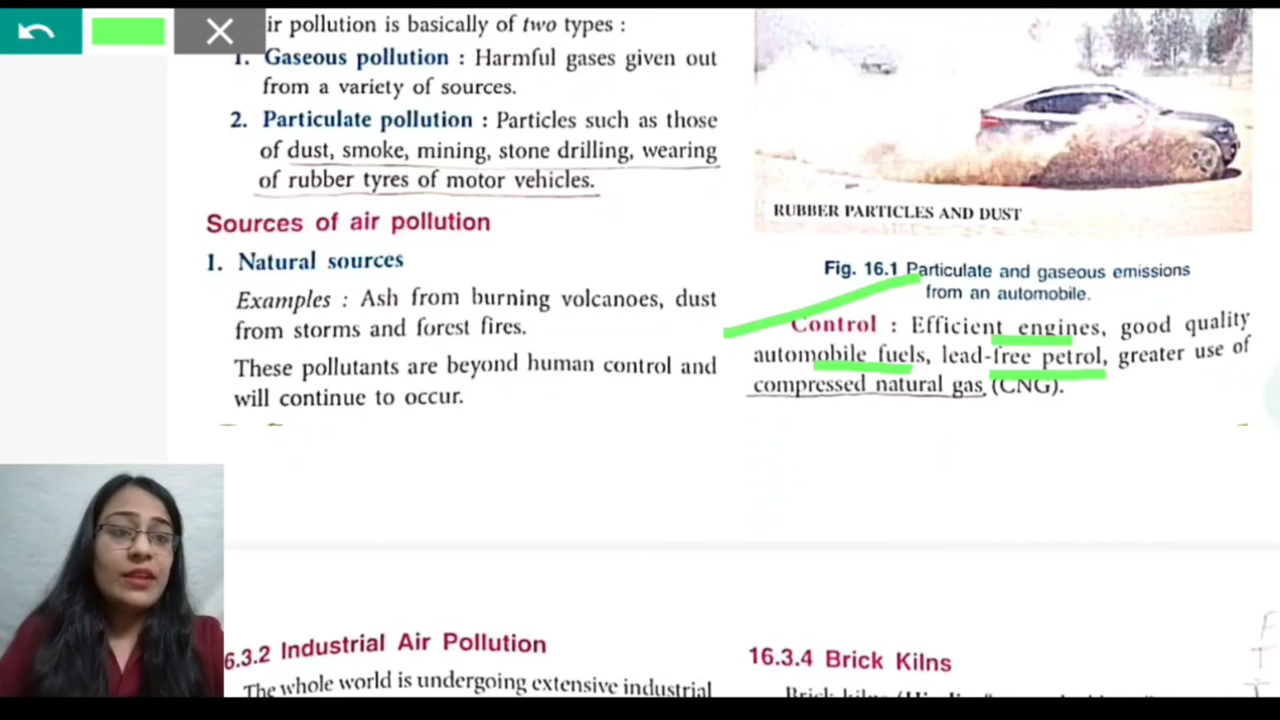 ir pollution is basically of two types :
1. Gaseous pollution : Harmful gases given out
from a variety of sources.
2. Particulate pollution : Particles such as those
of dust, smoke, mining, stone drilling, wearing
of rubber tyres of motor vehicles.
Sources of air pollution
1. Natural sources
Examples : Ash from burning volcanoes, dust
from storms and forest fires.
These pollutants are beyond human control and
will continue to occur.
RUBBER PARTICLES AND DUST
Fig. 16.1 Particulate and gaseous emissions
from an automobile.
Control : Efficient engines, good quality
automobile fuels, lead-free petrol, greater use of
compressed natural gas (CNG).
6.3.2 Industrial Air Pollution
The whole world is undergoing extensive industrial
16.3.4 Brick Kilns